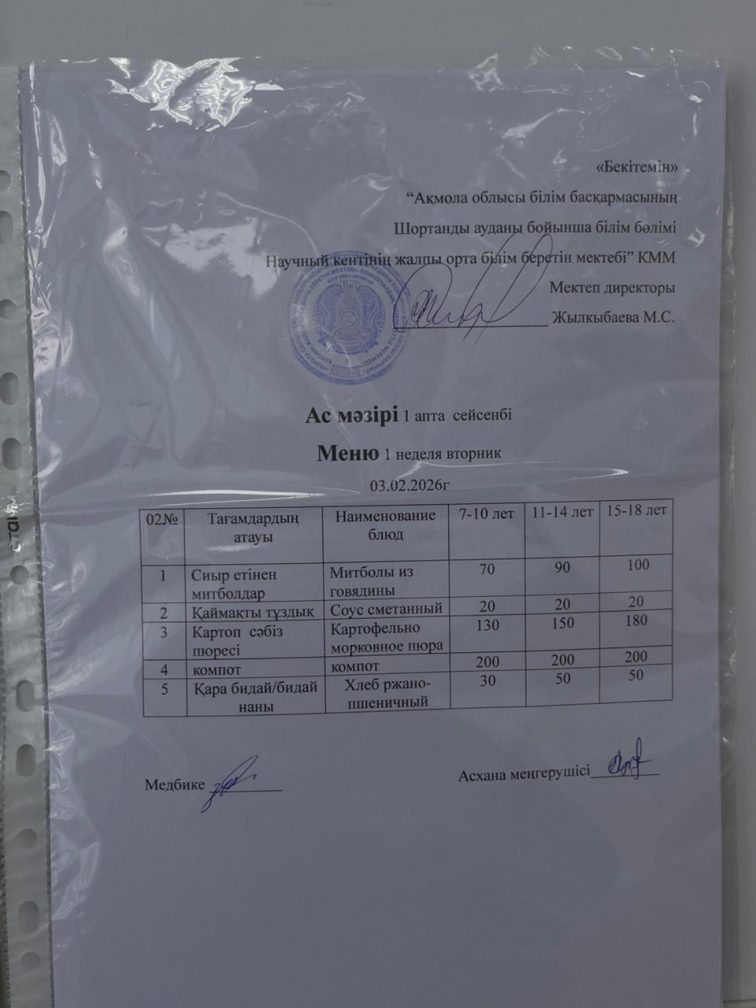 «Бекітемін»
“Ақмола облысы білім басқармасының
Шортанды ауданы бойынша білім бөлімі
Научный кентінің жалпы орта білім беретін мектебі” КММ
Мектеп директоры
Жылкыбаева М.С.
Ас мәзірі 1 апта сейсенбі
Меню 1 неделя вторник
03.02.2026г
02№ Тағамдардың атауы Наименование блюд 7-10 лет 11-14 лет 15-18 лет
1 Сиыр етінен митболдар Митболы из говядины 70 90 100
2 Қаймақты тұздық Соус сметанный 20 20 20
3 Картоп сәбіз пюресі Картофельно морковное пюра 130 150 180
4 компот компот 200 200 200
5 Қара бидай/бидай наны Хлеб ржано-пшеничный 30 50 50
Медбике Асхана меңгерушісі